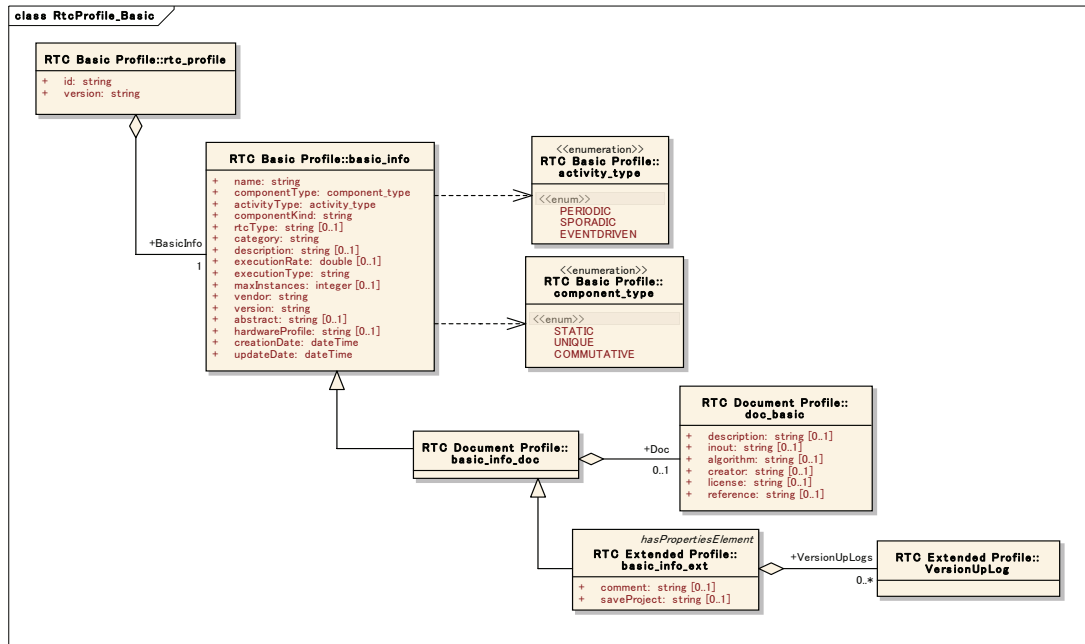 class RtcProfile_Basic
RTC Basic Profile::rtc_profile
+ id: string
+ version: string
+BasicInfo
1
RTC Basic Profile::basic_info
+ name: string
+ componentType: component_type
+ activityType: activity_type
+ componentKind: string
+ rtcType: string [0..1]
+ category: string
+ description: string [0..1]
+ executionRate: double [0..1]
+ executionType: string
+ maxInstances: integer [0..1]
+ vendor: string
+ version: string
+ abstract: string [0..1]
+ hardwareProfile: string [0..1]
+ creationDate: dateTime
+ updateDate: dateTime
<<enumeration>>
RTC Basic Profile::
activity_type
<<enum>>
PERIODIC
SPORADIC
EVENTDRIVEN
<<enumeration>>
RTC Basic Profile::
component_type
<<enum>>
STATIC
UNIQUE
COMMUTATIVE
RTC Document Profile::
basic_info_doc
+Doc
0..1
RTC Document Profile::
doc_basic
+ description: string [0..1]
+ inout: string [0..1]
+ algorithm: string [0..1]
+ creator: string [0..1]
+ license: string [0..1]
+ reference: string [0..1]
hasPropertiesElement
RTC Extended Profile::
basic_info_ext
+ comment: string [0..1]
+ saveProject: string [0..1]
+VersionUpLogs
0..*
RTC Extended Profile::
VersionUpLog